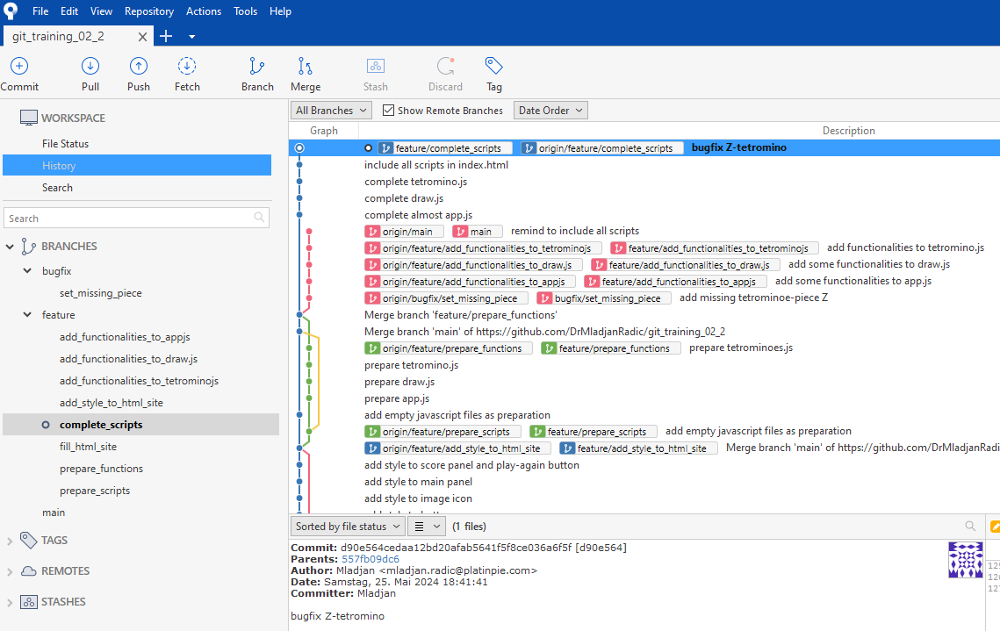 File Edit View Repository Actions Tools Help
git_training_02_2
Commit Pull Push Fetch Branch Merge Stash Discard Tag
WORKSPACE
File Status
History
Search
Search
BRANCHES
bugfix
set_missing_piece
feature
add_functionalities_to_appjs
add_functionalities_to_draw.js
add_functionalities_to_tetrominojs
add_style_to_html_site
complete_scripts
fill_html_site
prepare_functions
prepare_scripts
main
TAGS
REMOTES
STASHES
All Branches Show Remote Branches Date Order
Graph Description
feature/complete_scripts origin/feature/complete_scripts bugfix Z-tetromino
include all scripts in index.html
complete tetromino.js
complete draw.js
complete almost app.js
origin/main main remind to include all scripts
origin/feature/add_functionalities_to_tetrominojs feature/add_functionalities_to_tetrominojs add functionalities to tetromino.js
origin/feature/add_functionalities_to_draw.js feature/add_functionalities_to_draw.js add some functionalities to draw.js
origin/feature/add_functionalities_to_appjs feature/add_functionalities_to_appjs add some functionalities to app.js
origin/bugfix/set_missing_piece bugfix/set_missing_piece add missing tetrominoe-piece Z
Merge branch 'feature/prepare_functions'
Merge branch 'main' of https://github.com/DrMladjanRadic/git_training_02_2
origin/feature/prepare_functions feature/prepare_functions prepare tetrominoes.js
prepare tetromino.js
prepare draw.js
prepare app.js
add empty javascript files as preparation
origin/feature/prepare_scripts feature/prepare_scripts add empty javascript files as preparation
origin/feature/add_style_to_html_site feature/add_style_to_html_site Merge branch 'main' of https://github.com/DrMladjanRadi
add style to score panel and play-again button
add style to main panel
add style to image icon
Sorted by file status (1 files)
Commit: d90e564cedaa12bd20afab5641f5f8ce036a6f5f [d90e564]
Parents: 557fb09dc6
Author: Mladjan <mladjan.radic@platinpie.com>
Date: Samstag, 25. Mai 2024 18:41:41
Committer: Mladjan
bugfix Z-tetromino